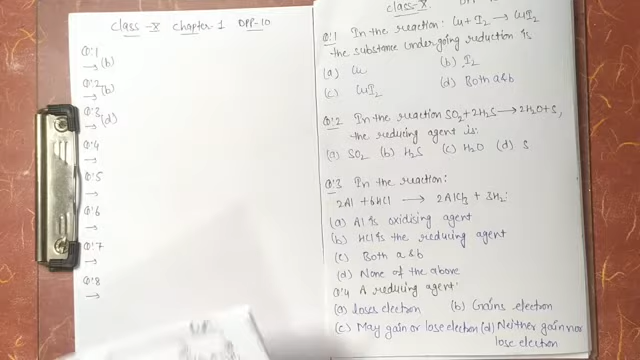 Class-X Chapter-1 DPP-10
Q:1
→ (b)
Q:2
→ (b)
Q:3
→ (d)
Q:4
→
Q:5
→
Q:6
→
Q:7
→
Q:8
→
Class-X
Q:1 In the reaction: Cu + I2 → CuI2
the substance undergoing reduction is
(a) Cu (b) I2
(c) CuI2 (d) Both a & b
Q:2 In the reaction SO2 + 2H2S → 2H2O + S,
the reducing agent is:
(a) SO2 (b) H2S (c) H2O (d) S
Q:3 In the reaction:
2Al + 6HCl → 2AlCl3 + 3H2:
(a) Al is oxidising agent
(b) HCl is the reducing agent
(c) Both a & b
(d) None of the above
Q:4 A reducing agent:
(a) loses electron (b) Gains electron
(c) May gain or lose electron (d) Neither gain nor
lose electron